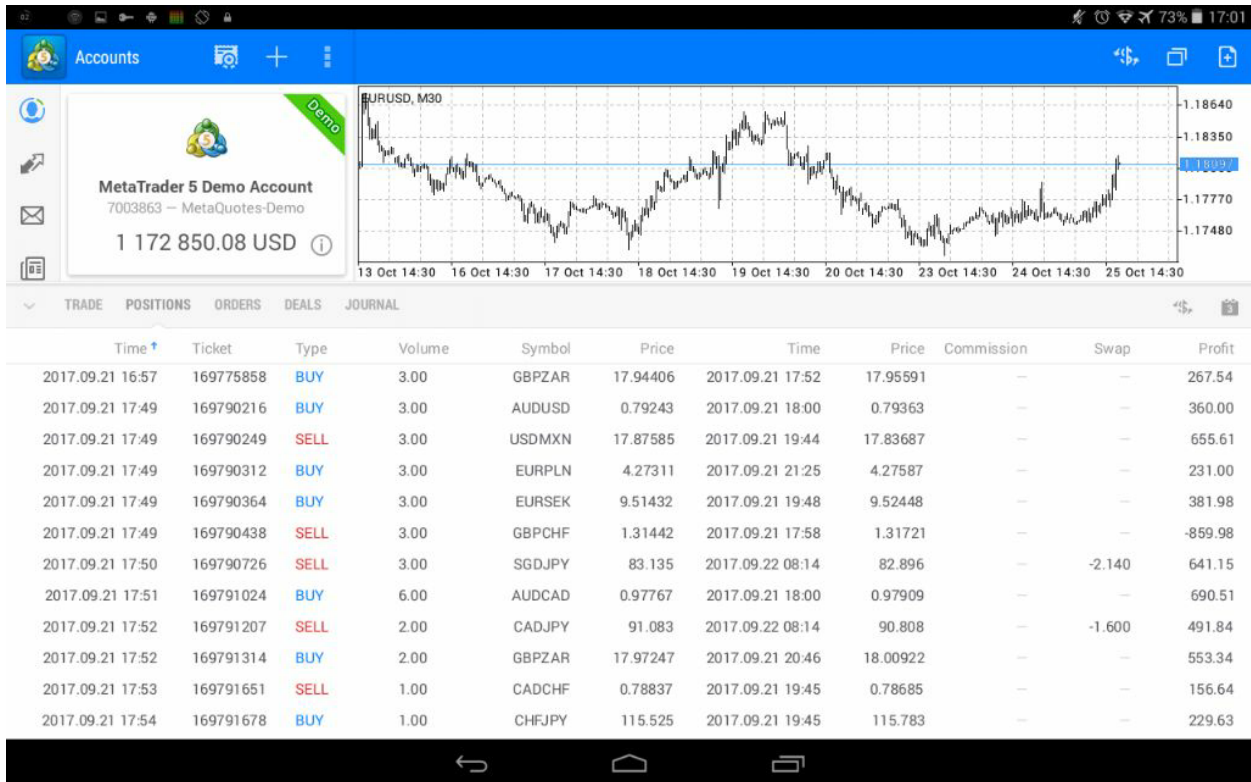 73% 17:01
Accounts
Demo
MetaTrader 5 Demo Account
7003863 — MetaQuotes-Demo
1 172 850.08 USD
EURUSD, M30
1.18640
1.18350
1.18097
1.17770
1.17480
13 Oct 14:30 16 Oct 14:30 17 Oct 14:30 18 Oct 14:30 19 Oct 14:30 20 Oct 14:30 23 Oct 14:30 24 Oct 14:30 25 Oct 14:30
TRADE POSITIONS ORDERS DEALS JOURNAL
Time Ticket Type Volume Symbol Price Time Price Commission Swap Profit
2017.09.21 16:57 169775858 BUY 3.00 GBPZAR 17.94406 2017.09.21 17:52 17.95591 — — 267.54
2017.09.21 17:49 169790216 BUY 3.00 AUDUSD 0.79243 2017.09.21 18:00 0.79363 — — 360.00
2017.09.21 17:49 169790249 SELL 3.00 USDMXN 17.87585 2017.09.21 19:44 17.83687 — — 655.61
2017.09.21 17:49 169790312 BUY 3.00 EURPLN 4.27311 2017.09.21 21:25 4.27587 — — 231.00
2017.09.21 17:49 169790364 BUY 3.00 EURSEK 9.51432 2017.09.21 19:48 9.52448 — — 381.98
2017.09.21 17:49 169790438 SELL 3.00 GBPCHF 1.31442 2017.09.21 17:58 1.31721 — — -859.98
2017.09.21 17:50 169790726 SELL 3.00 SGDJPY 83.135 2017.09.22 08:14 82.896 — -2.140 641.15
2017.09.21 17:51 169791024 BUY 6.00 AUDCAD 0.97767 2017.09.21 18:00 0.97909 — — 690.51
2017.09.21 17:52 169791207 SELL 2.00 CADJPY 91.083 2017.09.22 08:14 90.808 — -1.600 491.84
2017.09.21 17:52 169791314 BUY 2.00 GBPZAR 17.97247 2017.09.21 20:46 18.00922 — — 553.34
2017.09.21 17:53 169791651 SELL 1.00 CADCHF 0.78837 2017.09.21 19:45 0.78685 — — 156.64
2017.09.21 17:54 169791678 BUY 1.00 CHFJPY 115.525 2017.09.21 19:45 115.783 — — 229.63